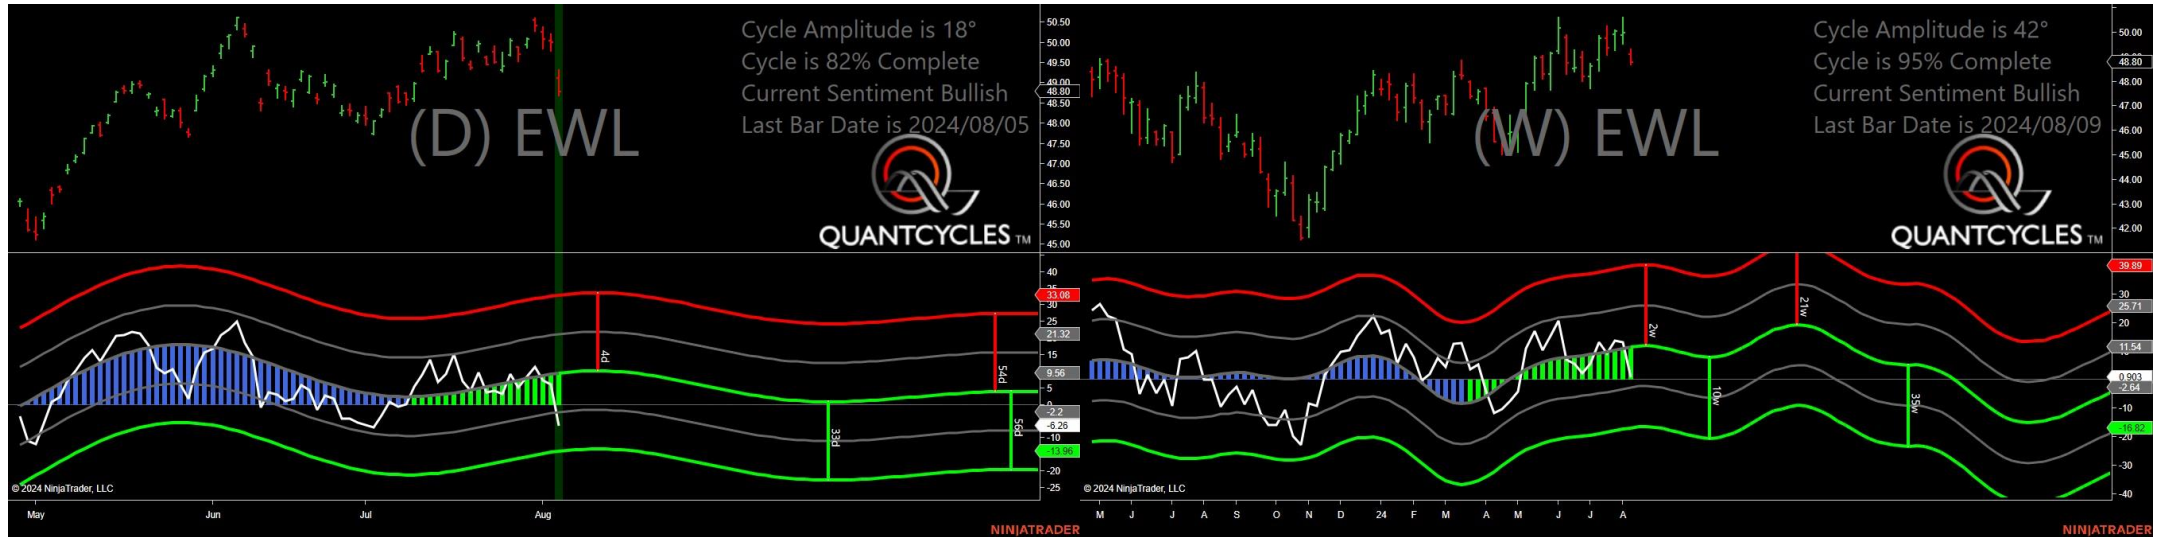 Cycle Amplitude is 18°
Cycle is 82% Complete
Current Sentiment Bullish
Last Bar Date is 2024/08/05
(D) EWL
QUANTCYCLES TM
50.50
50.00
49.50
49.00
48.80
48.50
48.00
47.50
47.00
46.50
46.00
45.50
45.00
40
33.08
30
25
21.32
15
9.56
5
0
-2.2
-6.26
-10
-13.96
-20
-25
4d
33d
54d
56d
© 2024 NinjaTrader, LLC
May Jun Jul Aug
NINJATRADER
Cycle Amplitude is 42°
Cycle is 95% Complete
Current Sentiment Bullish
Last Bar Date is 2024/08/09
(W) EWL
QUANTCYCLES TM
50.00
48.80
48.00
47.00
46.00
45.00
44.00
43.00
42.00
39.89
30
25.71
20
11.54
0.903
-2.64
-10
-16.82
-20
-30
-40
2w
10w
21w
35w
© 2024 NinjaTrader, LLC
M J J A S O N D 24 F M A M J J A
NINJATRADER